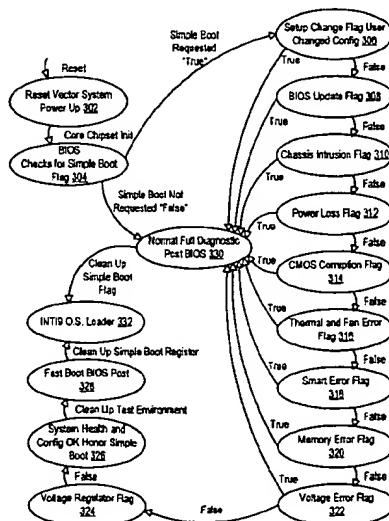 Simple Boot
Requested
"True"
Setup Change Flag User
Changed Config 306
True
False
Reset
Reset Vector System
Power Up 302
BIOS Update Flag 308
True
False
Core Chipset Init
Chassis Intrusion Flag 310
BIOS
Checks for Simple Boot
Flag 304
True
False
Simple Boot Not
Requested "False"
Power Loss Flag 312
True
False
Normal Full Diagnostic
Post BIOS 330
CMOS Corruption Flag
314
True
False
Clean Up
Simple Boot
Flag
Thermal and Fan Error
Flag 316
True
False
INT19 O.S. Loader 332
Clean Up Simple Boot Register
Smart Error Flag
318
Fast Boot BIOS Post
328
True
False
Clean Up Test Environment
Memory Error Flag
320
System Health and
Config OK Honor Simple
Boot 326
True
False
False
Voltage Regulator Flag
324
False
Voltage Error Flag
322